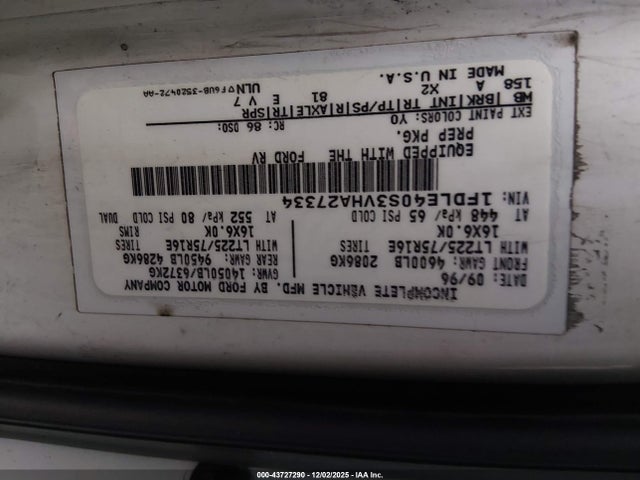 INCOMPLETE VEHICLE MFD. BY FORD MOTOR COMPANY
DATE: 09/96 GVWR: 14050LB/6372KG
FRONT GAWR: 4600LB 2086KG REAR GAWR: 9450LB 4286KG
WITH LT225/75R16E TIRES WITH LT225/75R16E TIRES
16X6.0K 16X6.0K RIMS
AT 448 kPa/ 65 PSI COLD AT 552 kPa/ 80 PSI COLD DUAL
VIN: 1FDLE40S3VHA27334
EQUIPPED WITH THE FORD RV
PREP PKG.
EXT PAINT COLORS: YO RC: 86 DSO:
WB |BRK|INT TR|TP/PS|R|AXLE|TR|SPR
158 A X2 81 E V 7
MADE IN U.S.A. ULN ▽F6UB-3520472-AA
000-43727290 - 12/02/2025 - IAA Inc.